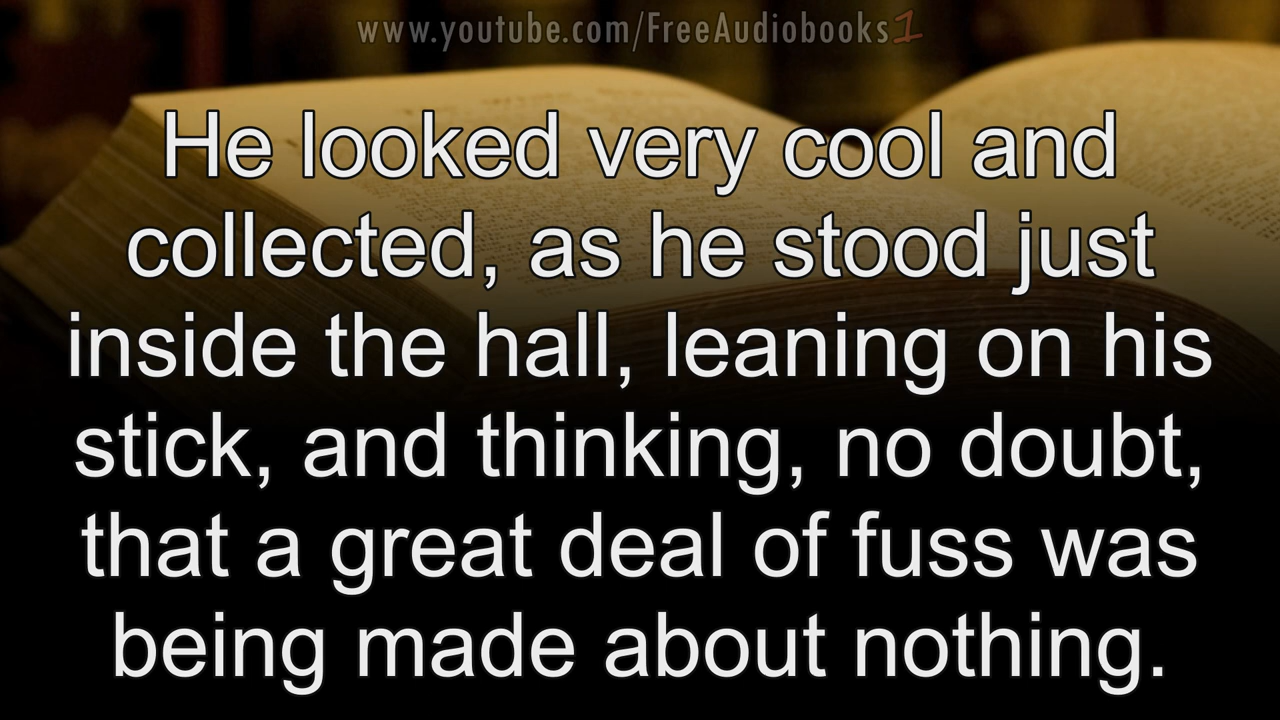 www.youtube.com/FreeAudiobooks1
He looked very cool and
collected, as he stood just
inside the hall, leaning on his
stick, and thinking, no doubt,
that a great deal of fuss was
being made about nothing.